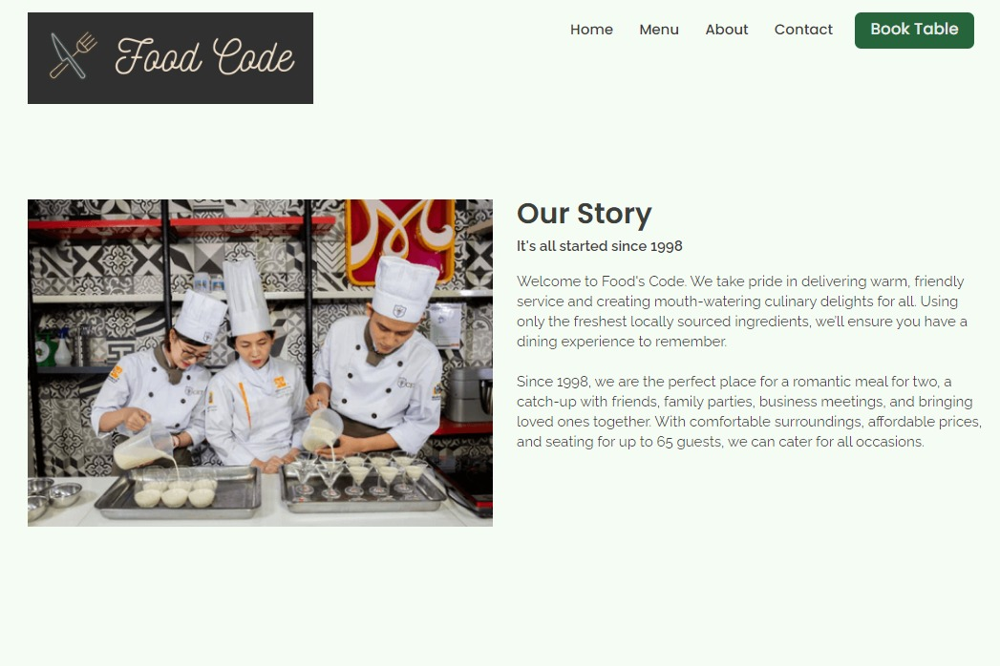 Food Code
Home Menu About Contact Book Table
Our Story
It's all started since 1998
Welcome to Food's Code. We take pride in delivering warm, friendly
service and creating mouth-watering culinary delights for all. Using
only the freshest locally sourced ingredients, we'll ensure you have a
dining experience to remember.
Since 1998, we are the perfect place for a romantic meal for two, a
catch-up with friends, family parties, business meetings, and bringing
loved ones together. With comfortable surroundings, affordable prices,
and seating for up to 65 guests, we can cater for all occasions.